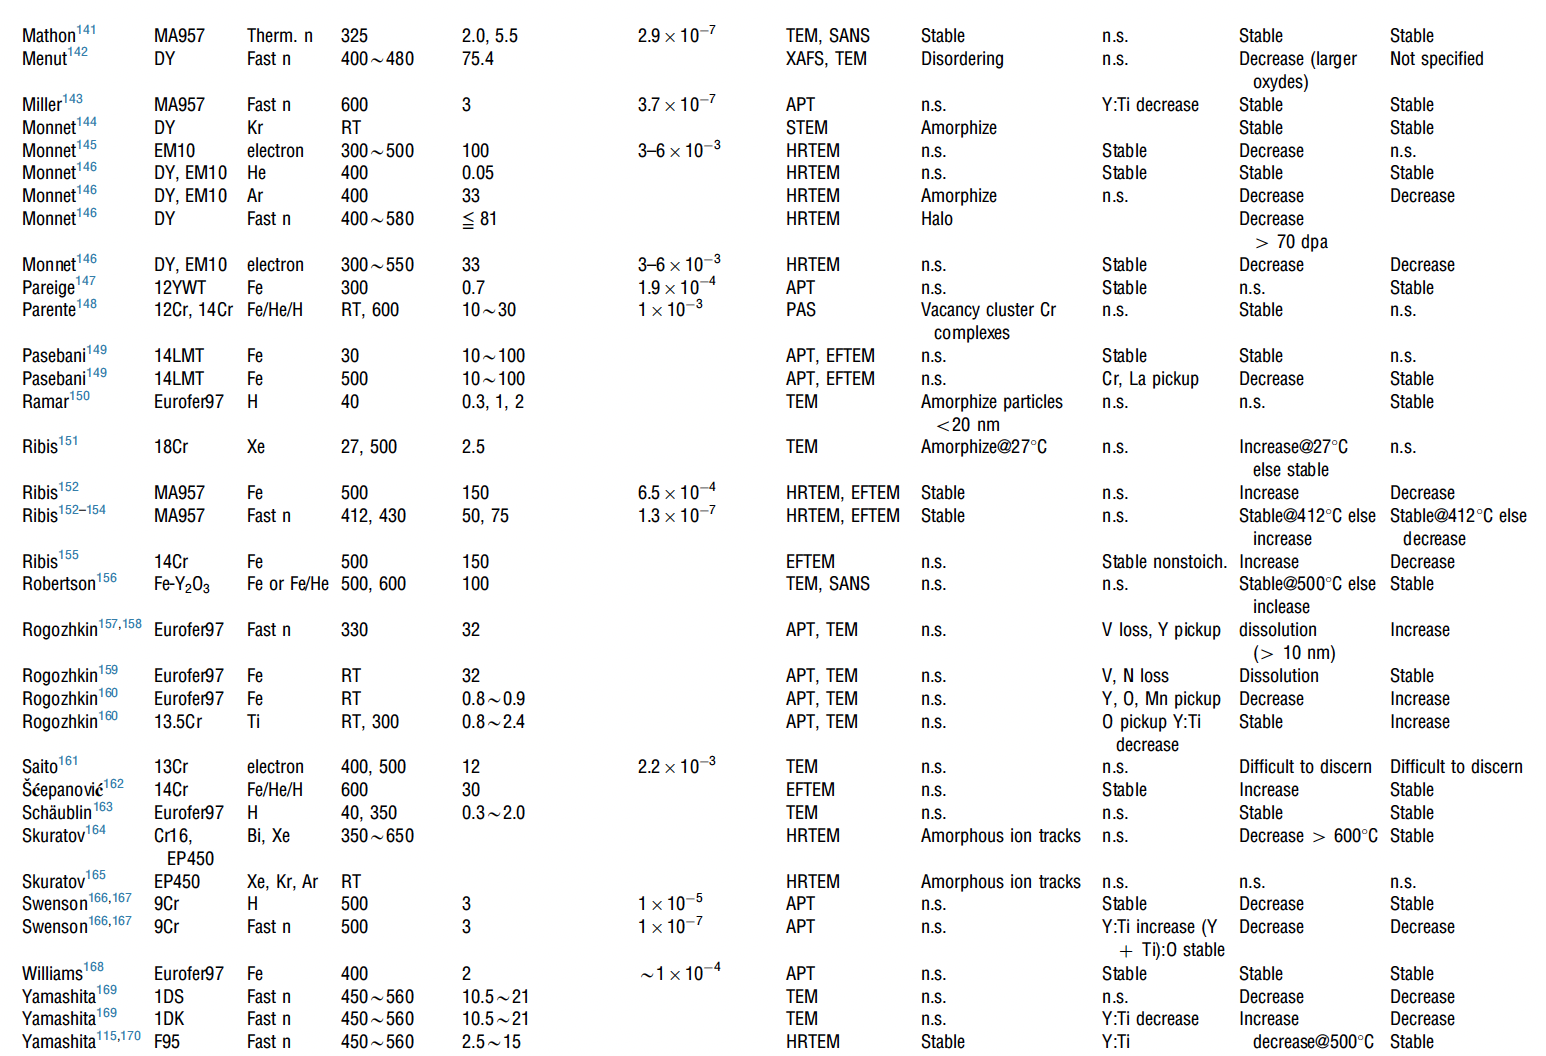 Mathon141 MA957 Therm. n 325 2.0, 5.5 2.9 × 10−7 TEM, SANS Stable n.s. Stable Stable
Menut142 DY Fast n 400∼480 75.4 XAFS, TEM Disordering n.s. Decrease (larger Not specified
oxydes)
Miller143 MA957 Fast n 600 3 3.7 × 10−7 APT n.s. Y:Ti decrease Stable Stable
Monnet144 DY Kr RT STEM Amorphize Stable Stable
Monnet145 EM10 electron 300∼500 100 3–6 × 10−3 HRTEM n.s. Stable Decrease n.s.
Monnet146 DY, EM10 He 400 0.05 HRTEM n.s. Stable Stable Stable
Monnet146 DY, EM10 Ar 400 33 HRTEM Amorphize n.s. Decrease Decrease
Monnet146 DY Fast n 400∼580 ≦ 81 HRTEM Halo Decrease
> 70 dpa
Monnet146 DY, EM10 electron 300∼550 33 3–6 × 10−3 HRTEM n.s. Stable Decrease Decrease
Pareige147 12YWT Fe 300 0.7 1.9 × 10−4 APT n.s. Stable n.s. Stable
Parente148 12Cr, 14Cr Fe/He/H RT, 600 10∼30 1 × 10−3 PAS Vacancy cluster Cr n.s. Stable n.s.
complexes
Pasebani149 14LMT Fe 30 10∼100 APT, EFTEM n.s. Stable Stable n.s.
Pasebani149 14LMT Fe 500 10∼100 APT, EFTEM n.s. Cr, La pickup Decrease Stable
Ramar150 Eurofer97 H 40 0.3, 1, 2 TEM Amorphize particles n.s. n.s. Stable
<20 nm
Ribis151 18Cr Xe 27, 500 2.5 TEM Amorphize@27°C n.s. Increase@27°C n.s.
else stable
Ribis152 MA957 Fe 500 150 6.5 × 10−4 HRTEM, EFTEM Stable n.s. Increase Decrease
Ribis152–154 MA957 Fast n 412, 430 50, 75 1.3 × 10−7 HRTEM, EFTEM Stable n.s. Stable@412°C else Stable@412°C else
increase decrease
Ribis155 14Cr Fe 500 150 EFTEM n.s. Stable nonstoich. Increase Decrease
Robertson156 Fe-Y2O3 Fe or Fe/He 500, 600 100 TEM, SANS n.s. n.s. Stable@500°C else Stable
inclease
Rogozhkin157,158 Eurofer97 Fast n 330 32 APT, TEM n.s. V loss, Y pickup dissolution Increase
(> 10 nm)
Rogozhkin159 Eurofer97 Fe RT 32 APT, TEM n.s. V, N loss Dissolution Stable
Rogozhkin160 Eurofer97 Fe RT 0.8∼0.9 APT, TEM n.s. Y, O, Mn pickup Decrease Increase
Rogozhkin160 13.5Cr Ti RT, 300 0.8∼2.4 APT, TEM n.s. O pickup Y:Ti Stable Increase
decrease
Saito161 13Cr electron 400, 500 12 2.2 × 10−3 TEM n.s. n.s. Difficult to discern Difficult to discern
Šćepanović162 14Cr Fe/He/H 600 30 EFTEM n.s. Stable Increase Stable
Schäublin163 Eurofer97 H 40, 350 0.3∼2.0 TEM n.s. n.s. Stable Stable
Skuratov164 Cr16, Bi, Xe 350∼650 HRTEM Amorphous ion tracks n.s. Decrease > 600°C Stable
EP450
Skuratov165 EP450 Xe, Kr, Ar RT HRTEM Amorphous ion tracks n.s. n.s. n.s.
Swenson166,167 9Cr H 500 3 1 × 10−5 APT n.s. Stable Decrease Stable
Swenson166,167 9Cr Fast n 500 3 1 × 10−7 APT n.s. Y:Ti increase (Y Decrease Decrease
+ Ti):O stable
Williams168 Eurofer97 Fe 400 2 ∼1 × 10−4 APT n.s. Stable Stable Stable
Yamashita169 1DS Fast n 450∼560 10.5∼21 TEM n.s. n.s. Decrease Decrease
Yamashita169 1DK Fast n 450∼560 10.5∼21 TEM n.s. Y:Ti decrease Increase Decrease
Yamashita115,170 F95 Fast n 450∼560 2.5∼15 HRTEM Stable Y:Ti decrease@500°C Stable